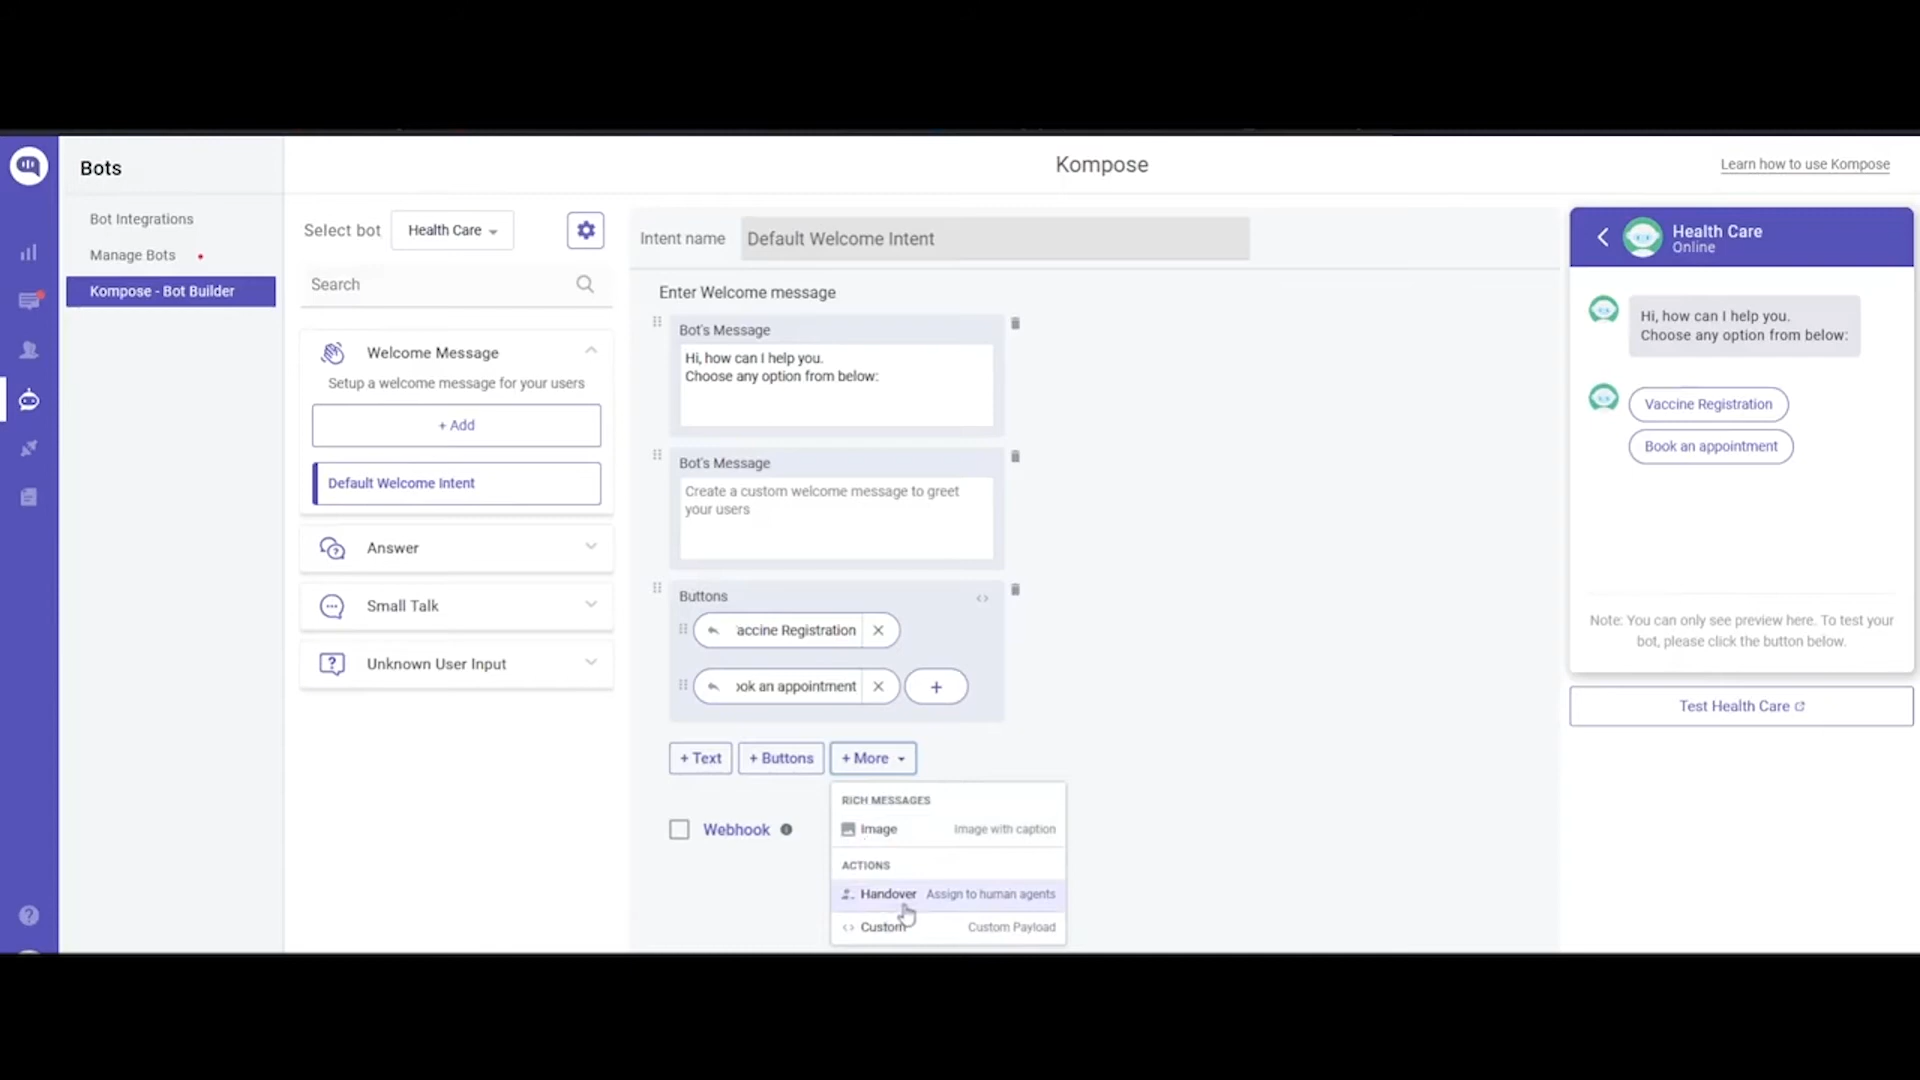 Bots
Bot Integrations
Manage Bots
Kompose - Bot Builder
Kompose
Learn how to use Kompose
Select bot
Health Care
Search
Welcome Message
Setup a welcome message for your users
+ Add
Default Welcome Intent
Answer
Small Talk
Unknown User Input
Intent name
Default Welcome Intent
Enter Welcome message
Bot's Message
Hi, how can I help you.
Choose any option from below:
Bot's Message
Create a custom welcome message to greet
your users
Buttons
accine Registration
ook an appointment
+ Text
+ Buttons
+ More
Webhook
RICH MESSAGES
Image Image with caption
ACTIONS
Handover Assign to human agents
Custom Custom Payload
Health Care
Online
Hi, how can I help you.
Choose any option from below:
Vaccine Registration
Book an appointment
Note: You can only see preview here. To test your
bot, please click the button below.
Test Health Care